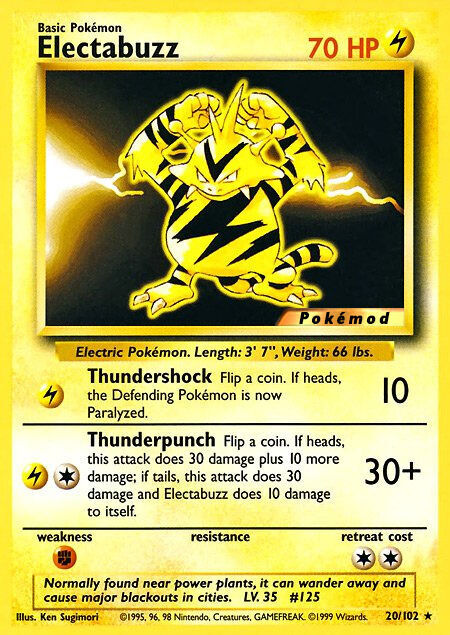 Basic Pokémon
Electabuzz 70 HP
Pokémod
Electric Pokémon. Length: 3' 7", Weight: 66 lbs.
Thundershock Flip a coin. If heads,
the Defending Pokémon is now
Paralyzed.
10
Thunderpunch Flip a coin. If heads,
this attack does 30 damage plus 10 more
damage; if tails, this attack does 30
damage and Electabuzz does 10 damage
to itself.
30+
weakness resistance retreat cost
Normally found near power plants, it can wander away and
cause major blackouts in cities. LV. 35 #125
Illus. Ken Sugimori ©1995, 96, 98 Nintendo, Creatures, GAMEFREAK. ©1999 Wizards. 20/102 ★